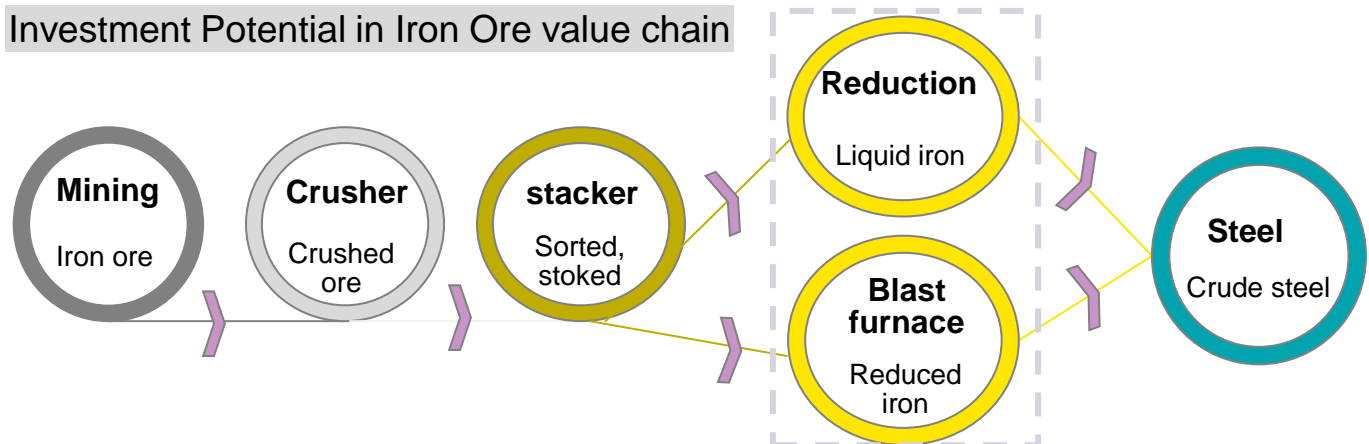 Investment Potential in Iron Ore value chain
Mining
Iron ore
Crusher
Crushed
ore
stacker
Sorted,
stoked
Reduction
Liquid iron
Blast
furnace
Reduced
iron
Steel
Crude steel